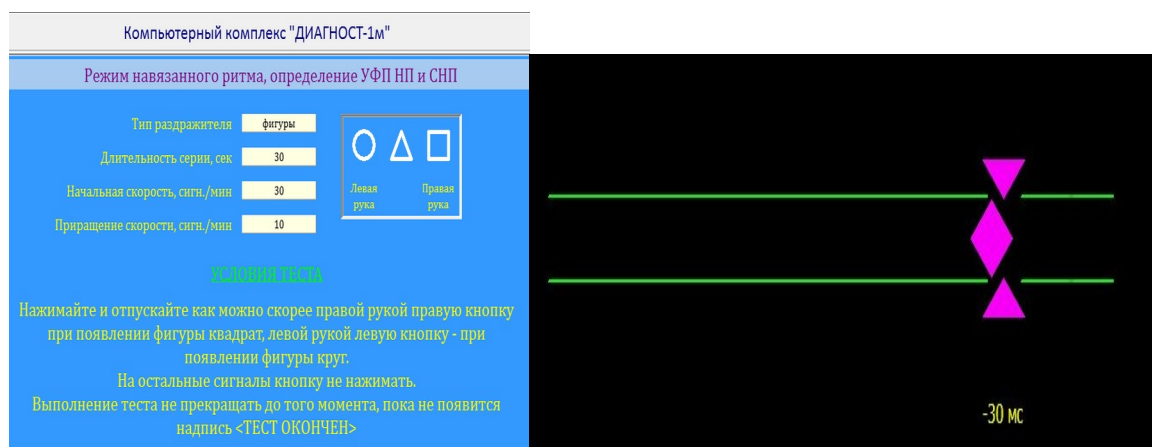 Компьютерный комплекс "ДИАГНОСТ-1м"
Режим навязанного ритма, определение УФП НП и СНП
Тип раздражителя фигуры
Длительность серии, сек 30
Начальная скорость, сигн./мин 30
Приращение скорости, сигн./мин 10
Левая рука
Правая рука
УСЛОВИЯ ТЕСТА
Нажимайте и отпускайте как можно скорее правой рукой правую кнопку
при появлении фигуры квадрат, левой рукой левую кнопку - при
появлении фигуры круг.
На остальные сигналы кнопку не нажимать.
Выполнение теста не прекращать до того момента, пока не появится
надпись <ТЕСТ ОКОНЧЕН>
-30 мс